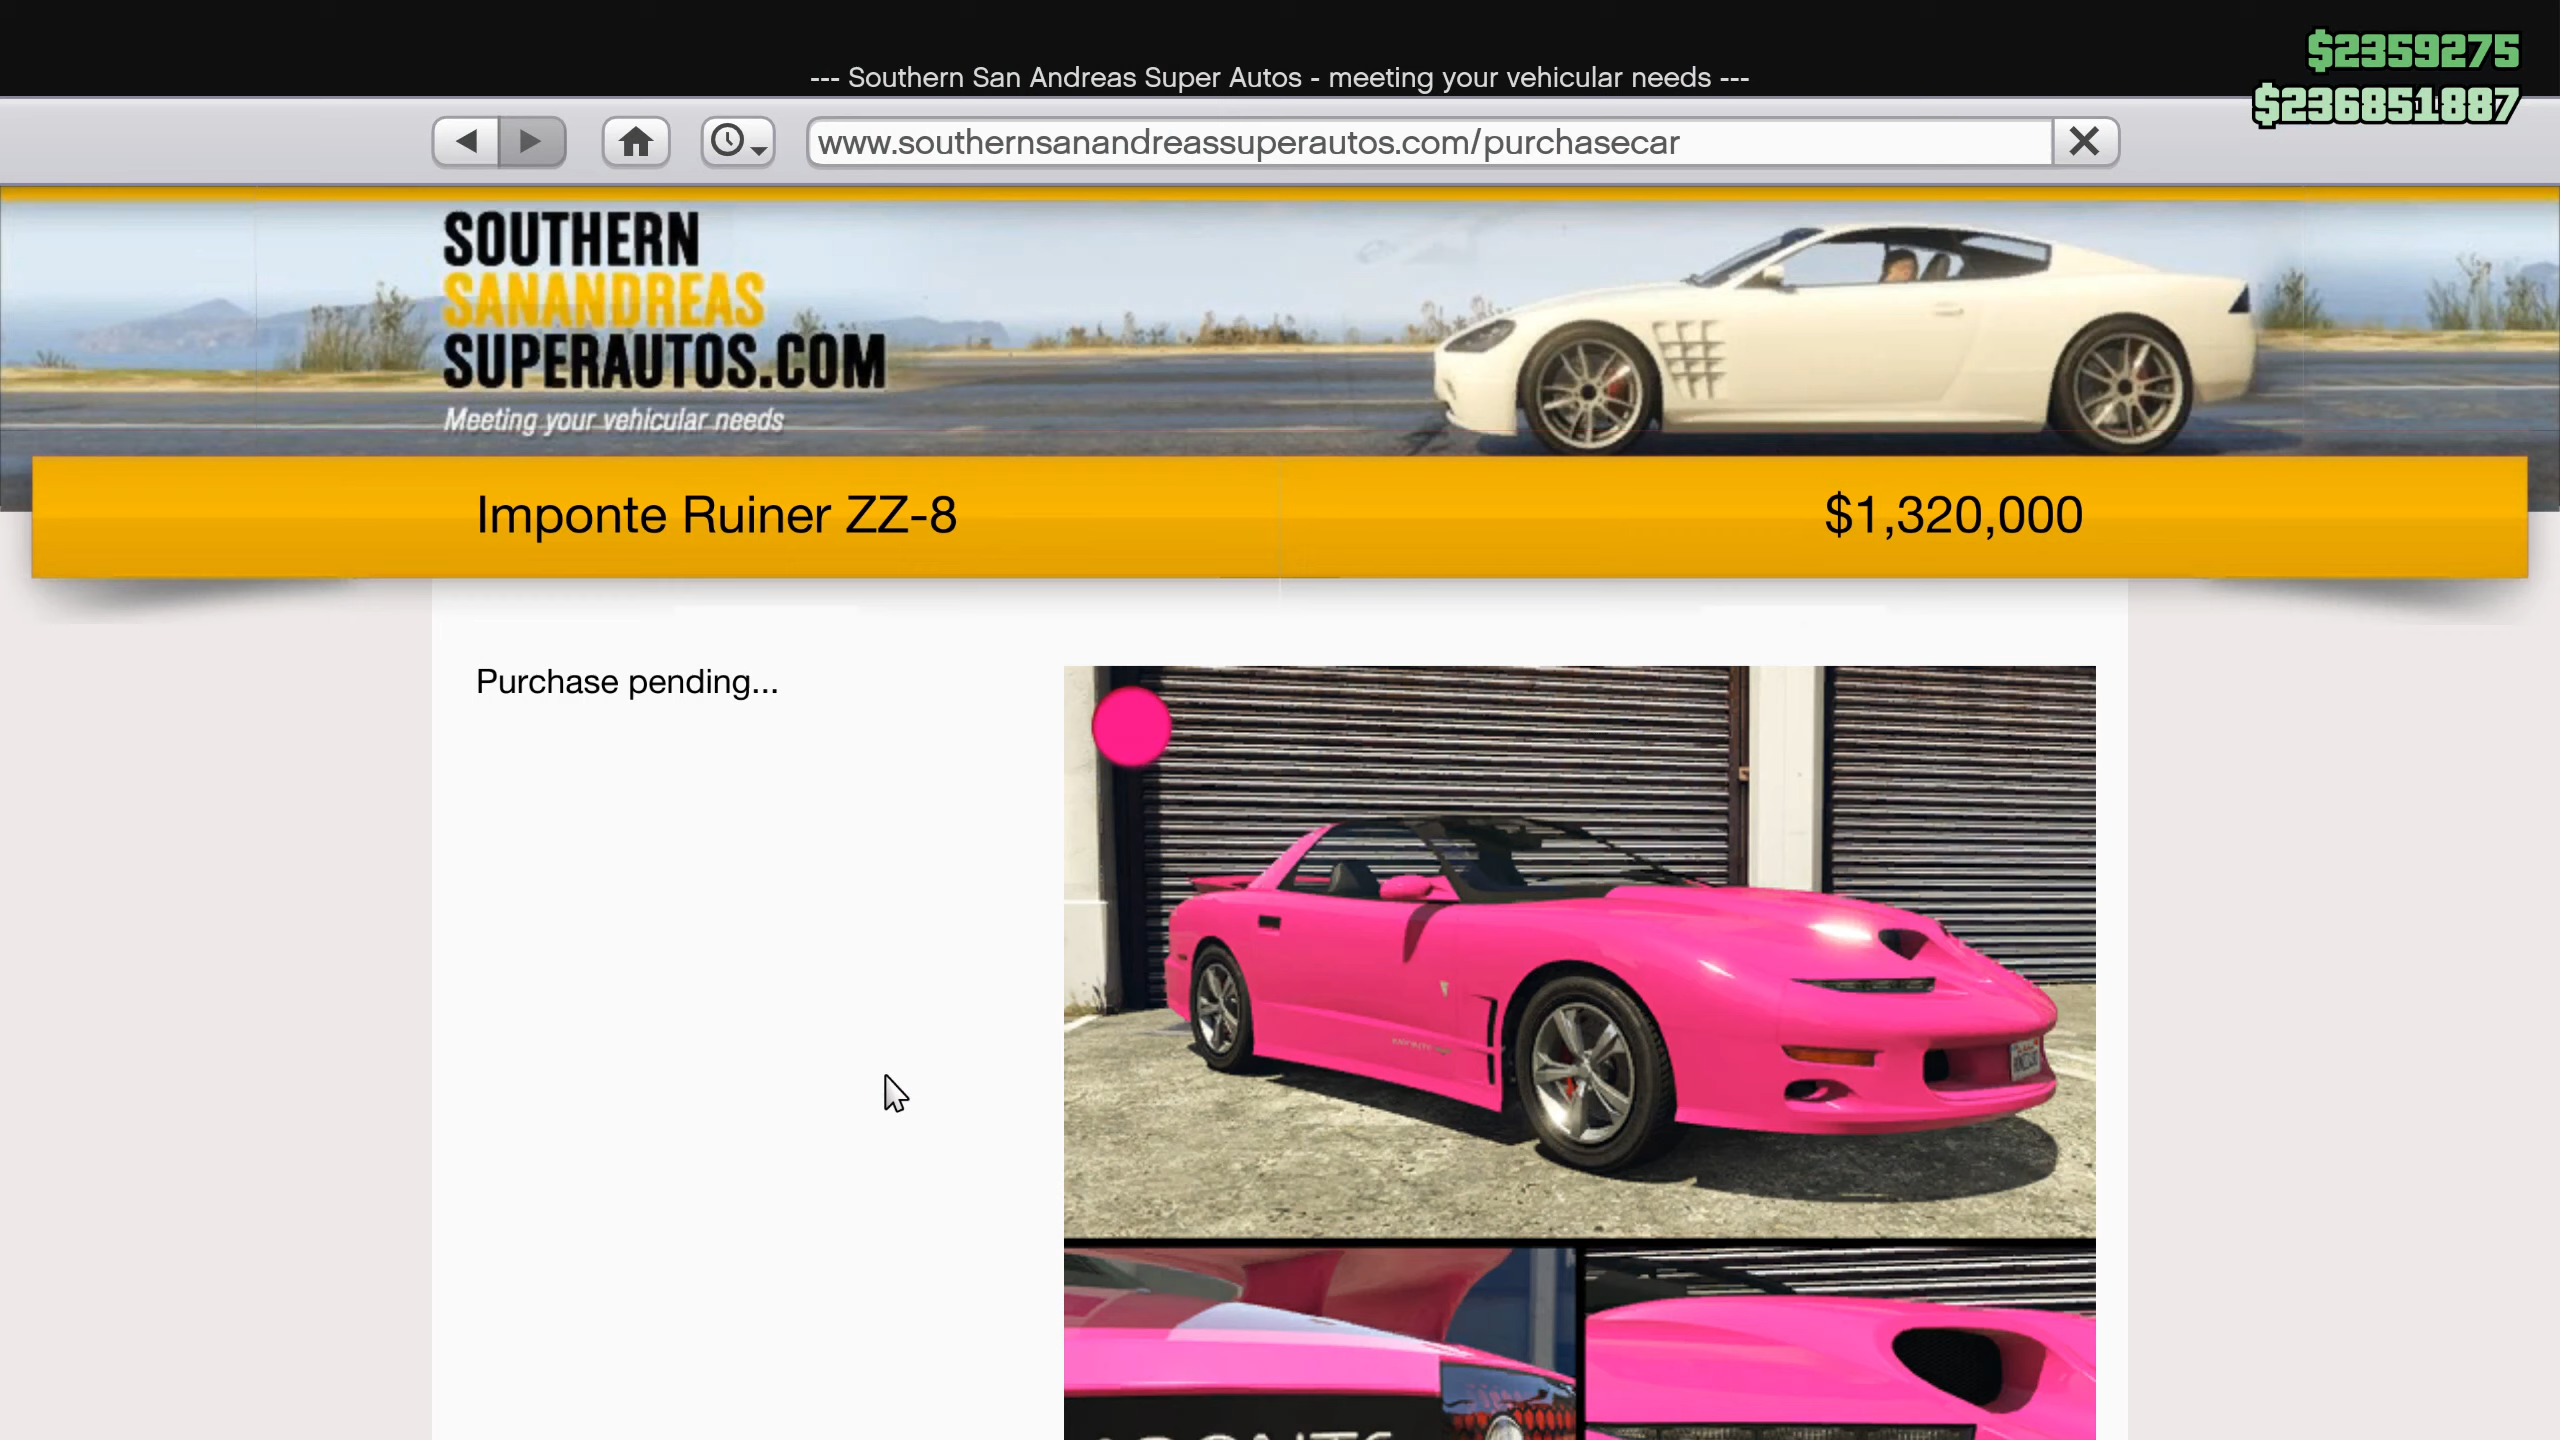 --- Southern San Andreas Super Autos - meeting your vehicular needs ---
$2359275
$236851887
www.southernsanandreassuperautos.com/purchasecar
SOUTHERN
SANANDREAS
SUPERAUTOS.COM
Meeting your vehicular needs
Imponte Ruiner ZZ-8
$1,320,000
Purchase pending...